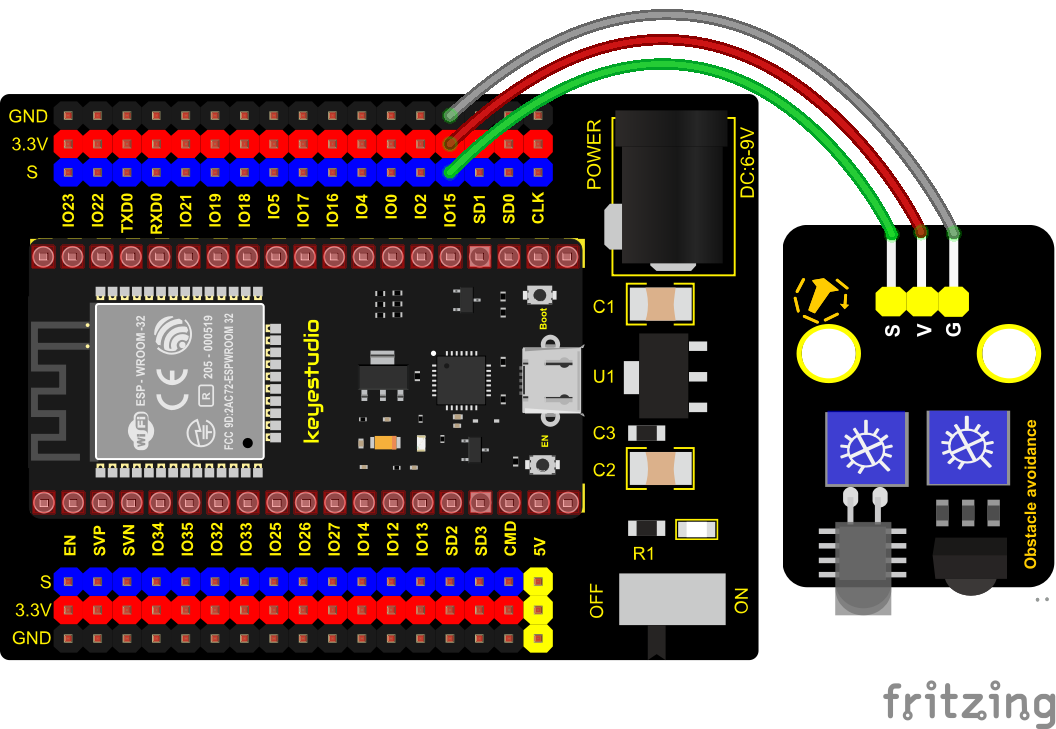 GND
3.3V
S
IO23
IO22
TXD0
RXD0
IO21
IO19
IO18
IO5
IO17
IO16
IO4
IO0
IO2
IO15
SD1
SD0
CLK
POWER
DC:6-9V
ESP - WROOM-32
205 - 000519
R
CE
Wi Fi
FCC 9D:2AC72-ESPWROOM 32
keyestudio
Boot
EN
C1
U1
C3
C2
R1
OFF
ON
EN
SVP
SVN
IO34
IO35
IO32
IO33
IO25
IO26
IO27
IO14
IO12
IO13
SD2
SD3
CMD
5V
S
3.3V
GND
S
V
G
Obstacle avoidance
fritzing